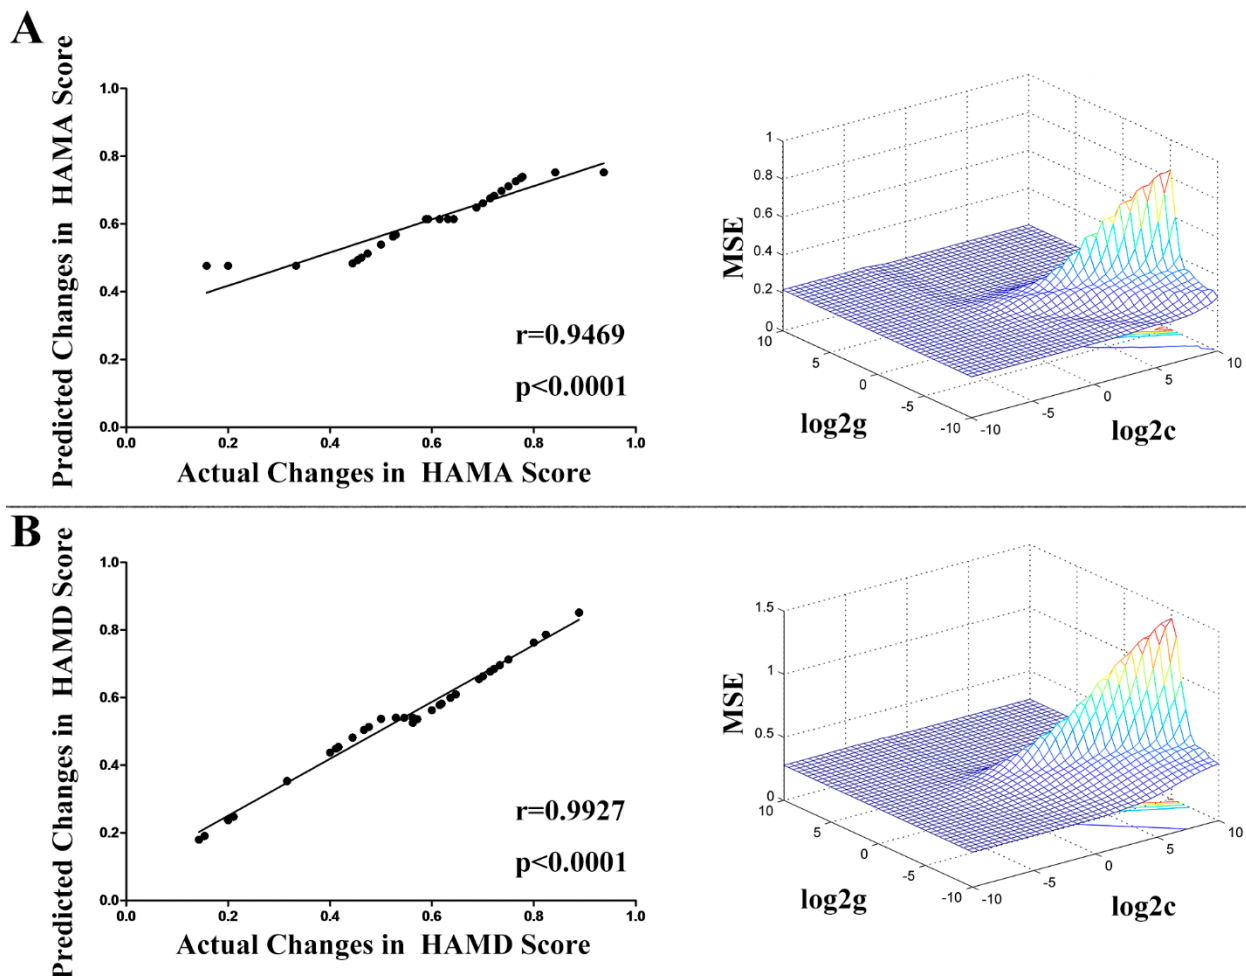 A
Predicted Changes in HAMA Score
1.0
0.8
0.6
0.4
0.2
0.0
0.0 0.2 0.4 0.6 0.8 1.0
r=0.9469
p<0.0001
Actual Changes in HAMA Score
MSE
1
0.8
0.6
0.4
0.2
0
10 5 0 -5 -10
-10 -5 0 5 10
log2g
log2c
B
Predicted Changes in HAMD Score
1.0
0.8
0.6
0.4
0.2
0.0
0.0 0.2 0.4 0.6 0.8 1.0
r=0.9927
p<0.0001
Actual Changes in HAMD Score
MSE
1.5
1
0.5
0
10 5 0 -5 -10
-10 -5 0 5 10
log2g
log2c